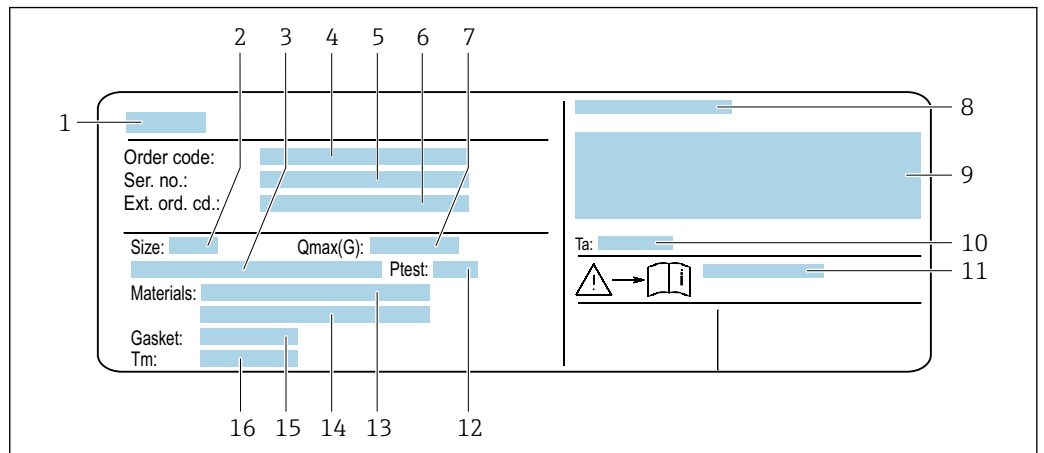 2 3 4 5 6 7
1
8
Order code:
Ser. no.:
Ext. ord. cd.:
9
Size: Qmax(G):
Ta:
10
Ptest:
i
11
Materials:
Gasket:
Tm:
16 15 14 13 12